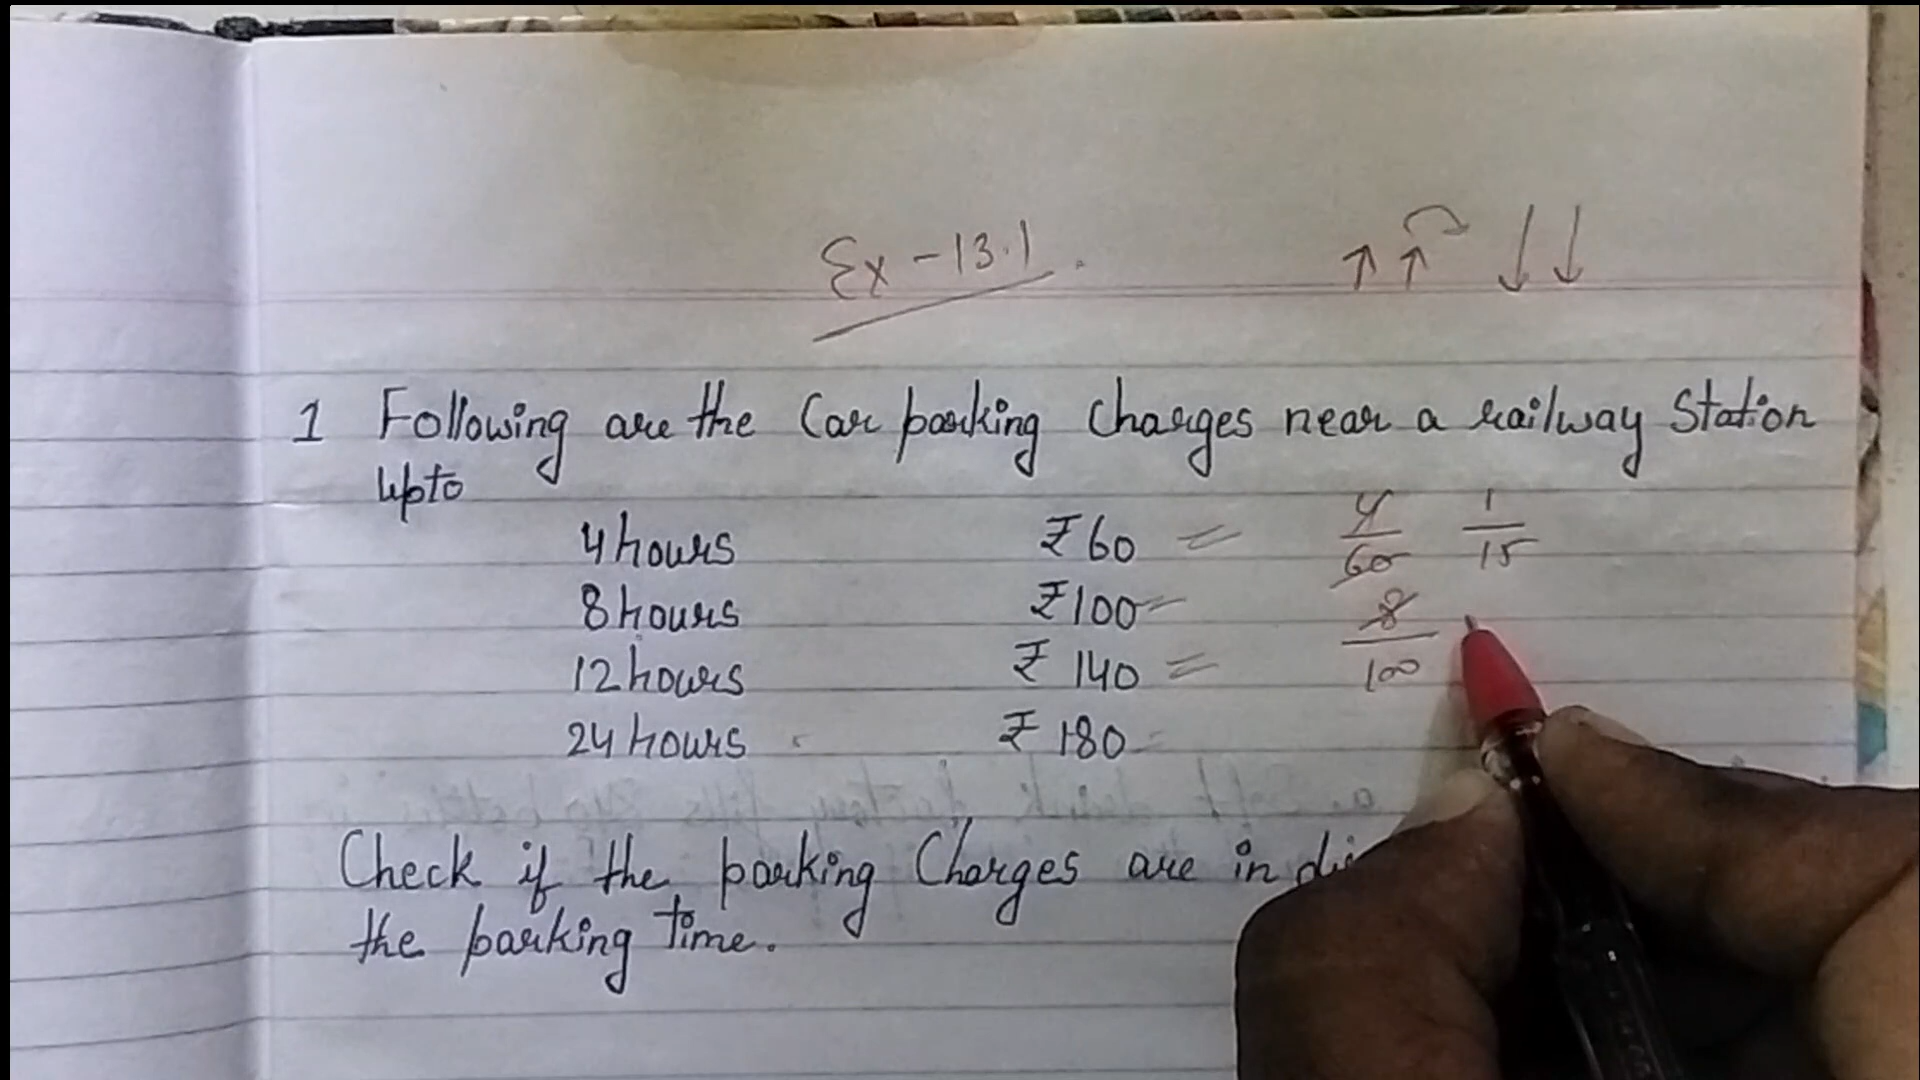 Ex - 13.1
1 Following are the Car parking Charges near a railway Station
upto
4 hours ₹ 60 = 4/60 1/15
8 hours ₹ 100 = 8/100
12 hours ₹ 140 =
24 hours ₹ 180
Check if the parking Charges are in
the parking Time.